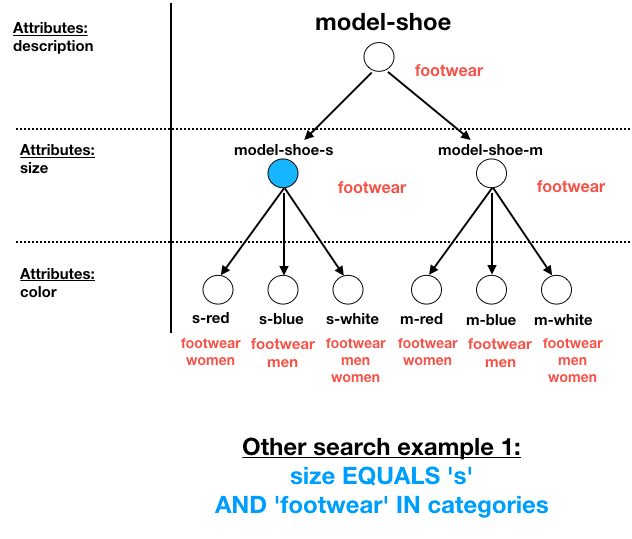 Attributes:
description
model-shoe
footwear
Attributes:
size
model-shoe-s
model-shoe-m
footwear
footwear
Attributes:
color
s-red
s-blue
s-white
m-red
m-blue
m-white
footwear
women
footwear
men
footwear
men
women
footwear
women
footwear
men
footwear
men
women
Other search example 1:
size EQUALS 's'
AND 'footwear' IN categories